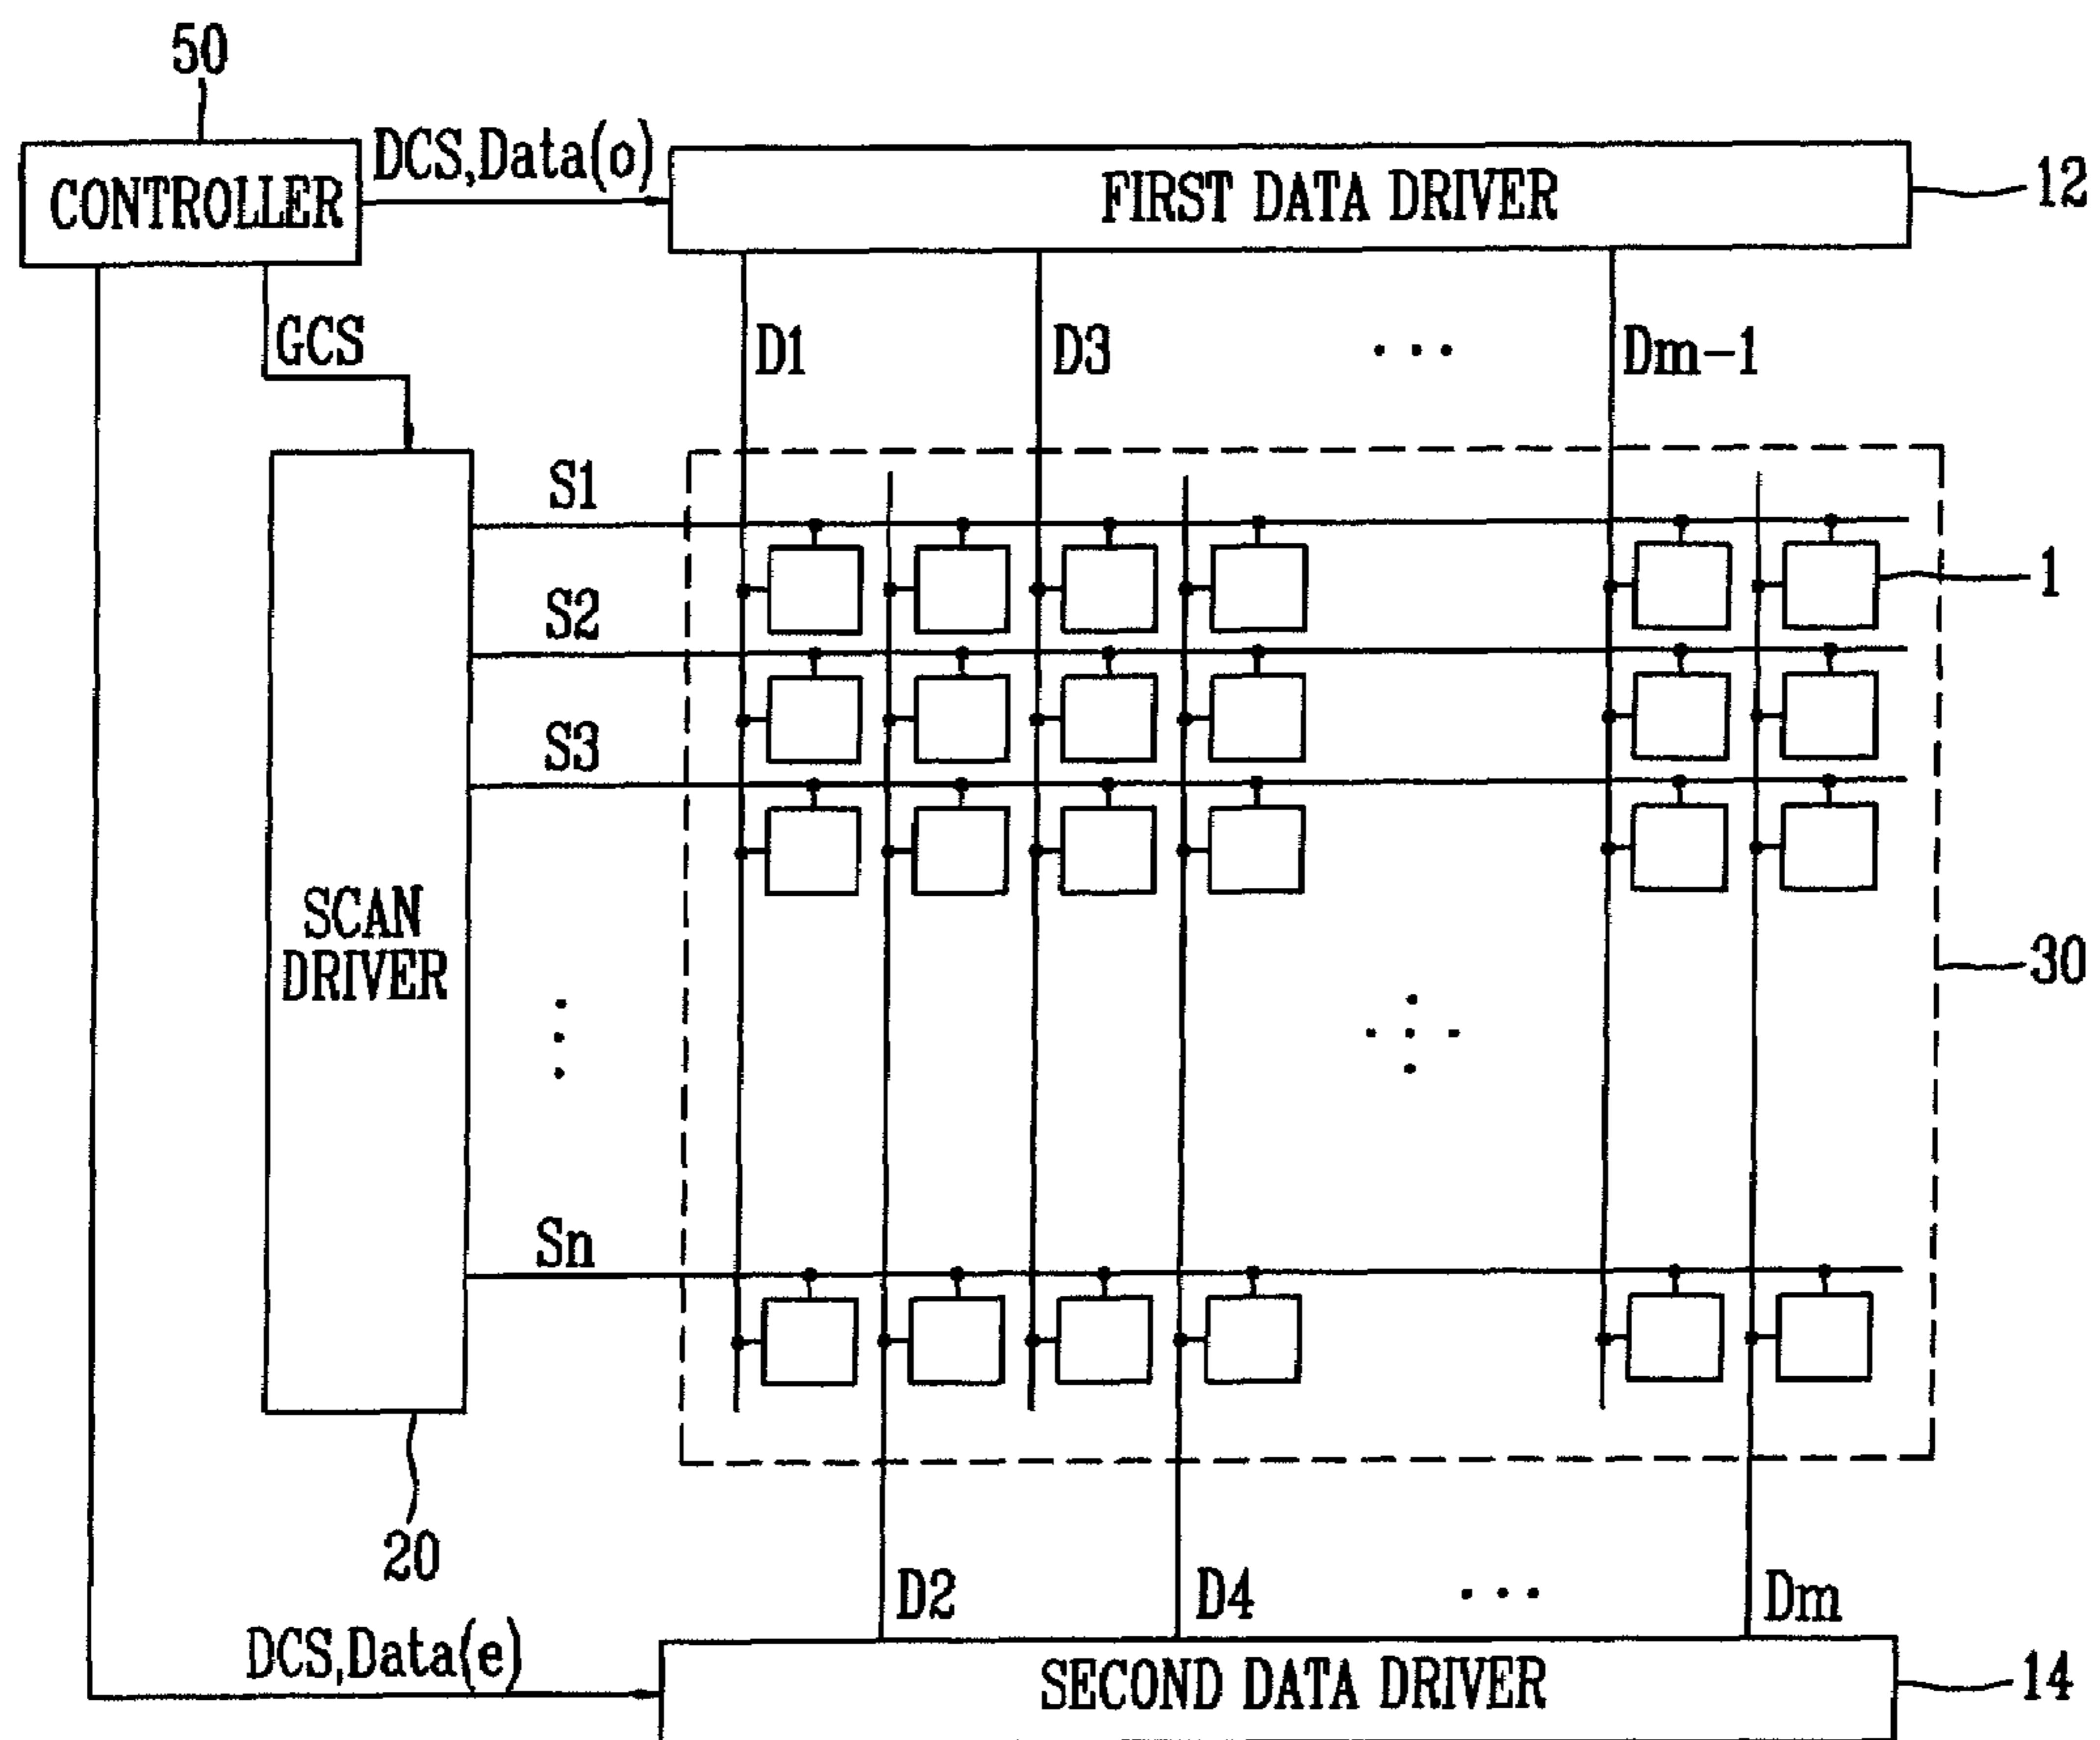 50
CONTROLLER
DCS,Data(o)
FIRST DATA DRIVER
12
GCS
D1
D3
...
Dm-1
S1
S2
S3
1
SCAN
DRIVER
30
Sn
20
D2
D4
...
Dm
DCS,Data(e)
SECOND DATA DRIVER
14